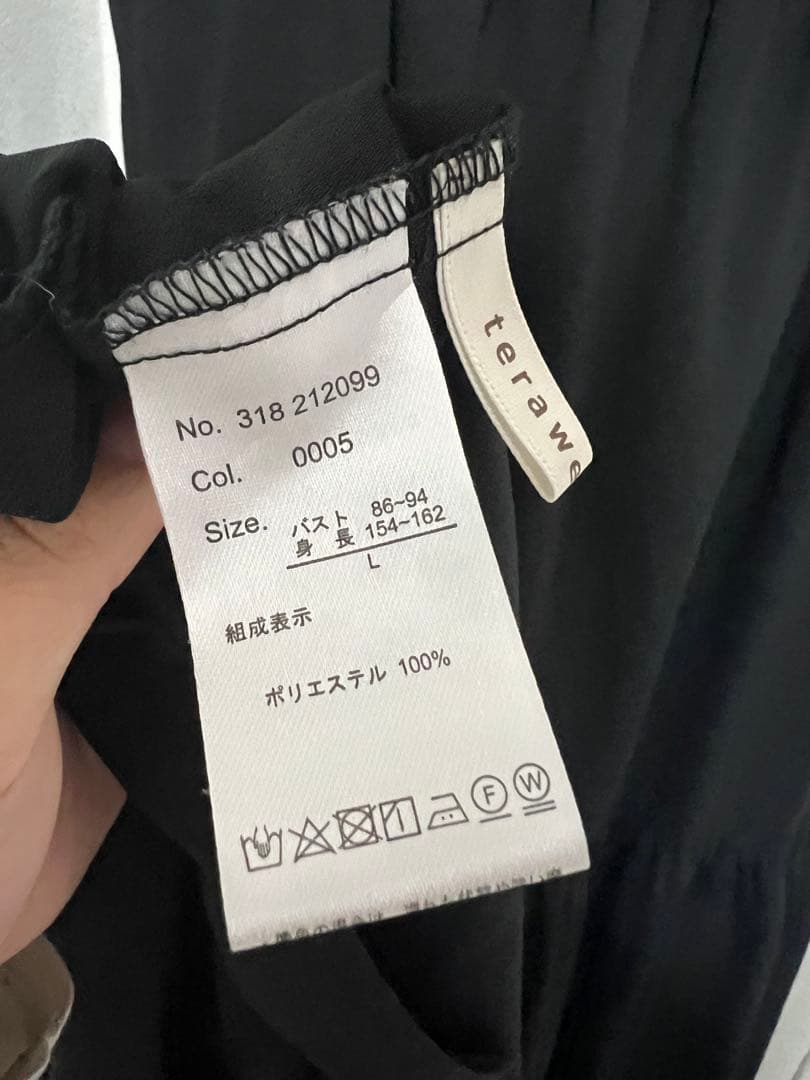 No. 318 212099
Col. 0005
Size. バスト 86~94
身 長 154~162
L
組成表示
ポリエステル 100%
F W
terawe